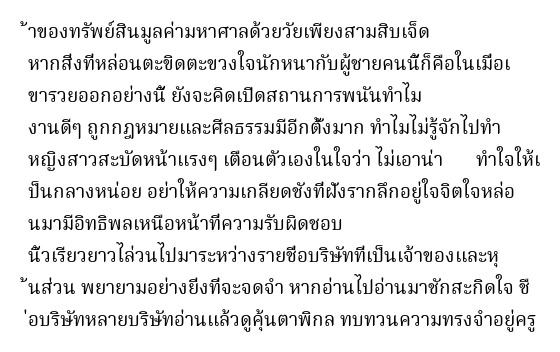 ้าของทรัพย์สินมูลค่ามหาศาลด้วยวัยเพียงสามสิบเจ็ด
หากสิ่งที่หล่อนตะขิดตะขวงใจนักหนากับผู้ชายคนนี้ก็คือในเมื่อเ
ขารวยออกอย่างนี้ ยังจะคิดเปิดสถานการพนันทำไม
งานดีๆ ถูกกฎหมายและศีลธรรมมีอีกตั้งมาก ทำไมไม่รู้จักไปทำ
หญิงสาวสะบัดหน้าแรงๆ เตือนตัวเองในใจว่า ไม่เอาน่า ทำใจให้เ
ป็นกลางหน่อย อย่าให้ความเกลียดชังที่ฝังรากลึกอยู่ใจจิตใจหล่อ
นมามีอิทธิพลเหนือหน้าที่ความรับผิดชอบ
นิ้วเรียวยาวไล่วนไปมาระหว่างรายชื่อบริษัทที่เป็นเจ้าของและหุ
้นส่วน พยายามอย่างยิ่งที่จะจดจำ หากอ่านไปอ่านมาชักสะกิดใจ ชื
่อบริษัทหลายบริษัทอ่านแล้วดูคุ้นตาพิกล ทบทวนความทรงจำอยู่ครู